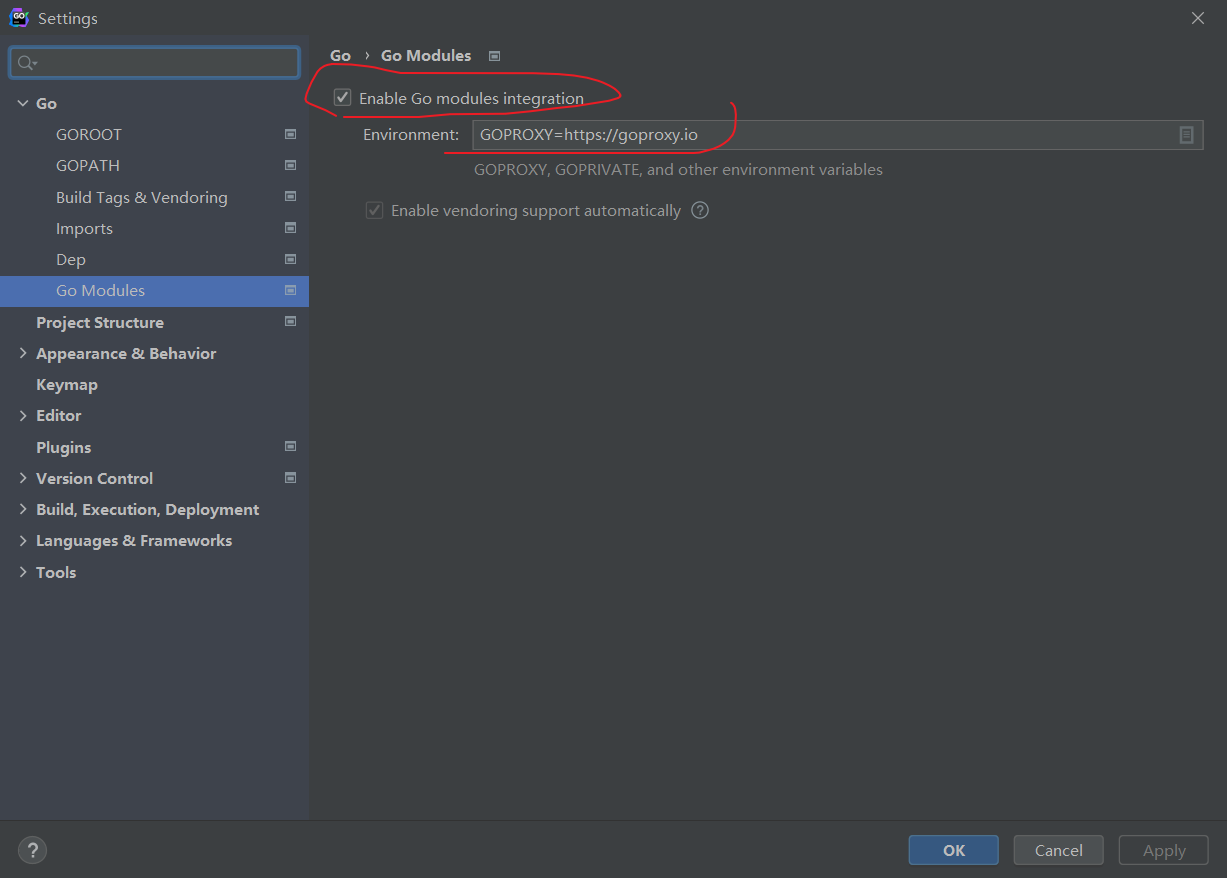 Settings
Go › Go Modules
Go
GOROOT
GOPATH
Build Tags & Vendoring
Imports
Dep
Go Modules
Project Structure
Appearance & Behavior
Keymap
Editor
Plugins
Version Control
Build, Execution, Deployment
Languages & Frameworks
Tools
Enable Go modules integration
Environment: GOPROXY=https://goproxy.io
GOPROXY, GOPRIVATE, and other environment variables
Enable vendoring support automatically ?
? OK Cancel Apply